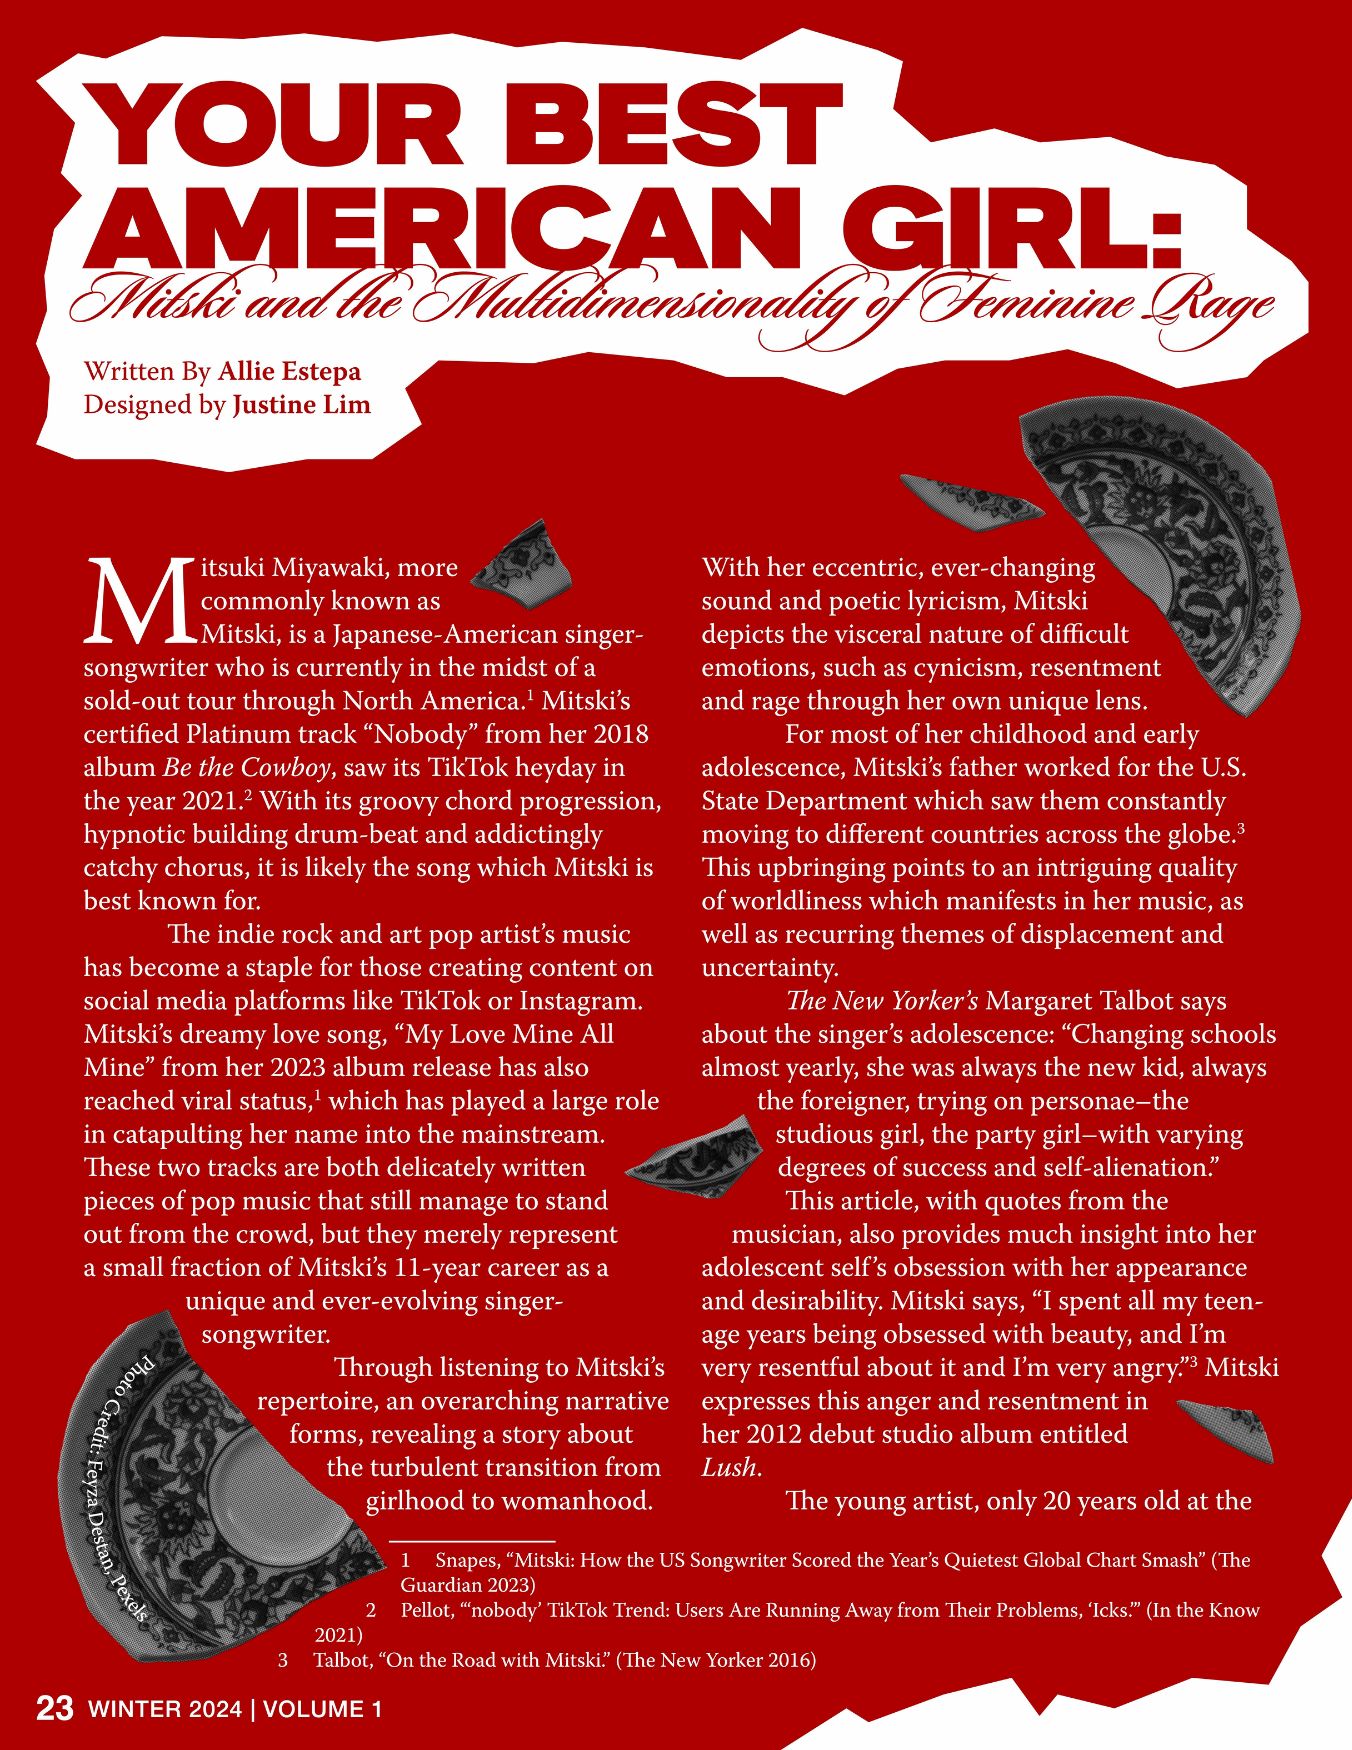 YOUR BEST
AMERICAN GIRL:
Mitski and the Multidimensionality of Feminine Rage
Written By Allie Estepa
Designed by Justine Lim
Mitsuki Miyawaki, more
commonly known as
Mitski, is a Japanese-American singer-
songwriter who is currently in the midst of a
sold-out tour through North America.¹ Mitski’s
certified Platinum track “Nobody” from her 2018
album Be the Cowboy, saw its TikTok heyday in
the year 2021.² With its groovy chord progression,
hypnotic building drum-beat and addictingly
catchy chorus, it is likely the song which Mitski is
best known for.
The indie rock and art pop artist’s music
has become a staple for those creating content on
social media platforms like TikTok or Instagram.
Mitski’s dreamy love song, “My Love Mine All
Mine” from her 2023 album release has also
reached viral status,¹ which has played a large role
in catapulting her name into the mainstream.
These two tracks are both delicately written
pieces of pop music that still manage to stand
out from the crowd, but they merely represent
a small fraction of Mitski’s 11-year career as a
unique and ever-evolving singer-
songwriter.
Through listening to Mitski’s
repertoire, an overarching narrative
forms, revealing a story about
the turbulent transition from
girlhood to womanhood.
With her eccentric, ever-changing
sound and poetic lyricism, Mitski
depicts the visceral nature of difficult
emotions, such as cynicism, resentment
and rage through her own unique lens.
For most of her childhood and early
adolescence, Mitski’s father worked for the U.S.
State Department which saw them constantly
moving to different countries across the globe.³
This upbringing points to an intriguing quality
of worldliness which manifests in her music, as
well as recurring themes of displacement and
uncertainty.
The New Yorker’s Margaret Talbot says
about the singer’s adolescence: “Changing schools
almost yearly, she was always the new kid, always
the foreigner, trying on personae–the
studious girl, the party girl–with varying
degrees of success and self-alienation.”
This article, with quotes from the
musician, also provides much insight into her
adolescent self’s obsession with her appearance
and desirability. Mitski says, “I spent all my teen-
age years being obsessed with beauty, and I’m
very resentful about it and I’m very angry.”³ Mitski
expresses this anger and resentment in
her 2012 debut studio album entitled
Lush.
The young artist, only 20 years old at the
Photo Credit: Feyza Destan, Pexels
1 Snapes, “Mitski: How the US Songwriter Scored the Year’s Quietest Global Chart Smash” (The
Guardian 2023)
2 Pellot, “‘nobody’ TikTok Trend: Users Are Running Away from Their Problems, ‘Icks.’” (In the Know
2021)
3 Talbot, “On the Road with Mitski.” (The New Yorker 2016)
23 WINTER 2024 | VOLUME 1